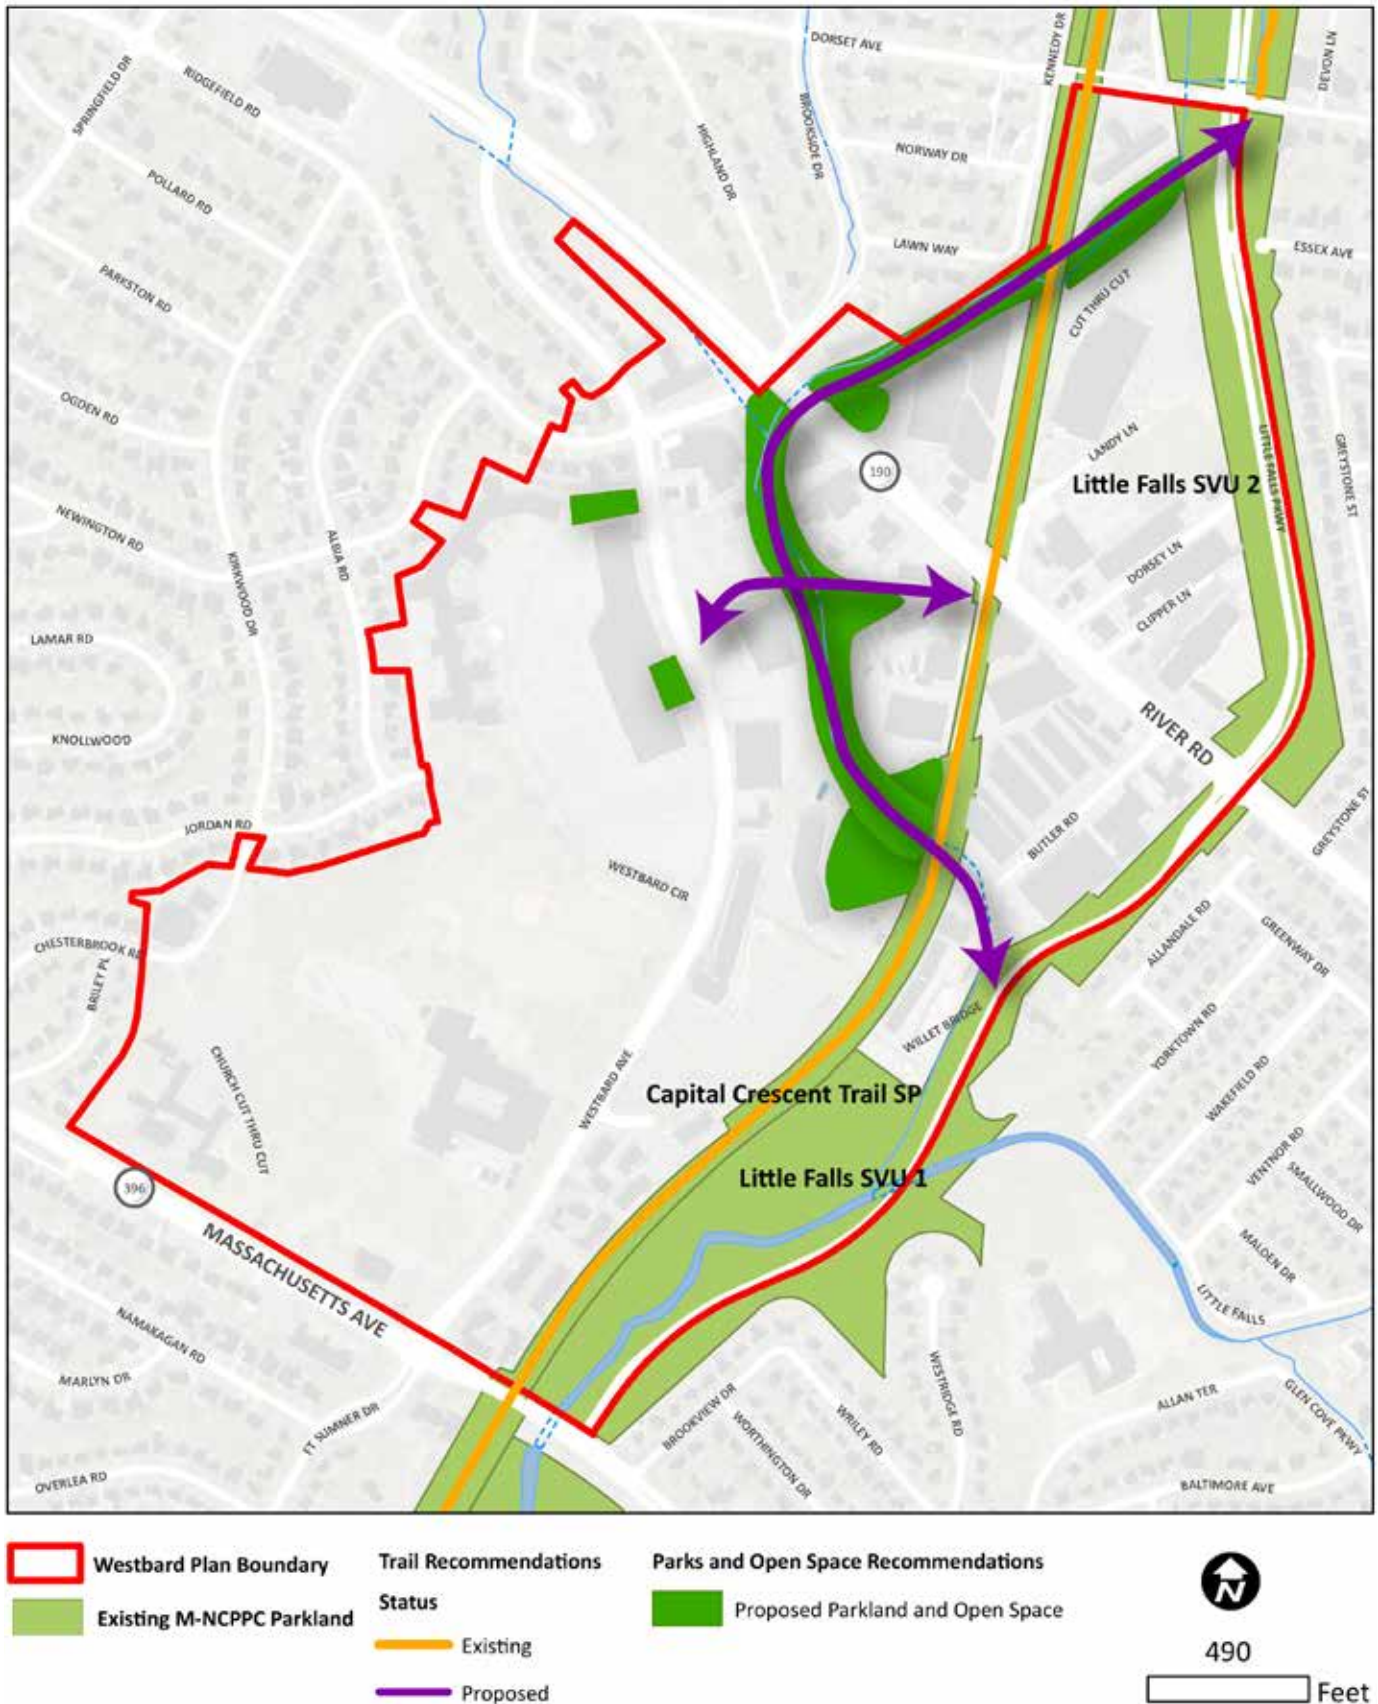 DORSET AVE
KENNEDY DR
DEVON LN
SPRINGFIELD DR
RIDGEFIELD RD
HIGHLAND DR
BROOKSIDE DR
NORWAY DR
POLLARD RD
LAWN WAY
ESSEX AVE
PARKSTON RD
CUT THRU CUT
OGDEN RD
LANDY LN
LITTLE FALLS PKWY
GREYSTONE ST
190
Little Falls SVU 2
NEWINGTON RD
ALBIA RD
KIRKWOOD DR
DORSEY LN
CLIPPER LN
LAMAR RD
KNOLLWOOD
RIVER RD
JORDAN RD
BUTLER RD
GREYSTONE ST
WESTBARD CIR
CHESTERBROOK RD
BRILEY PL
ALLANDALE RD
GREENWAY DR
WILLET BRIDGE
YORKTOWN RD
CHURCH CUT THRU CUT
WESTBARD AVE
Capital Crescent Trail SP
WAKEFIELD RD
Little Falls SVU 1
VENTNOR RD
SMALLWOOD DR
396
MASSACHUSETTS AVE
MALDEN DR
LITTLE FALLS
NAMAKAGAN RD
MARLYN DR
FT SUMNER DR
BROOKVIEW DR
WORTHINGTON DR
WRILEY RD
WESTRIDGE RD
ALLAN TER
GLEN COVE PKWY
OVERLEA RD
BALTIMORE AVE
Westbard Plan Boundary
Existing M-NCPPC Parkland
Trail Recommendations
Status
Existing
Proposed
Parks and Open Space Recommendations
Proposed Parkland and Open Space
N
490
Feet